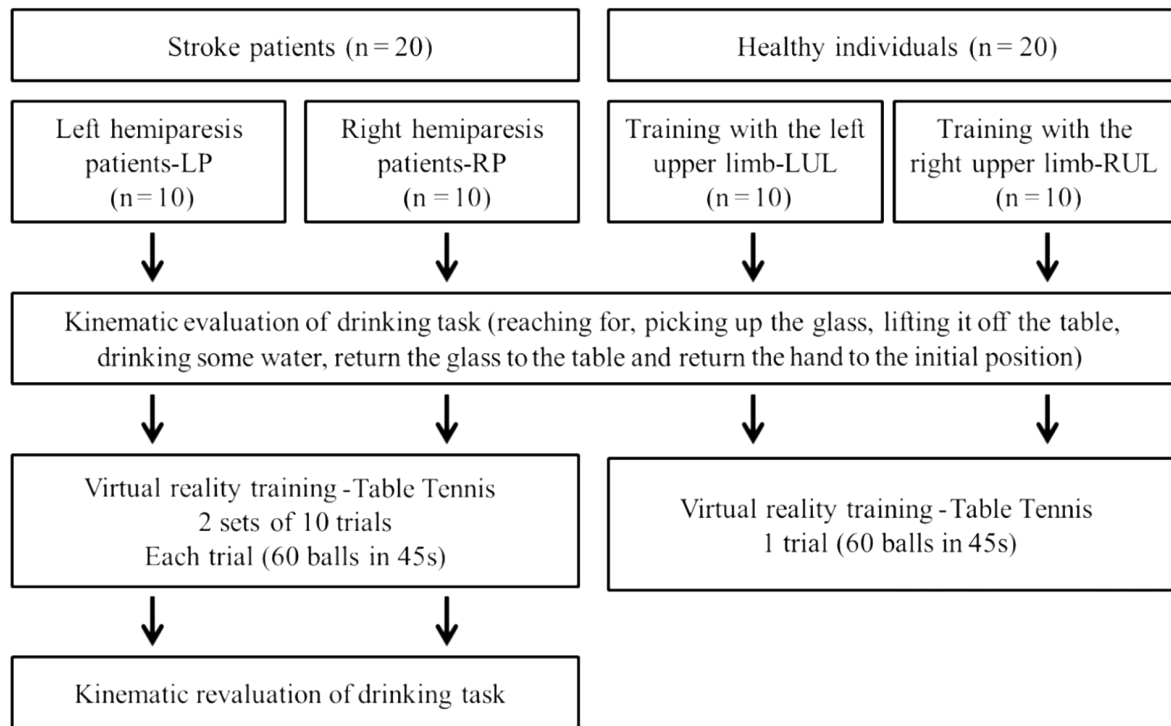 Stroke patients (n = 20)
Healthy individuals (n = 20)
Left hemiparesis
patients-LP
(n = 10)
Right hemiparesis
patients-RP
(n = 10)
Training with the left
upper limb-LUL
(n = 10)
Training with the
right upper limb-RUL
(n = 10)
Kinematic evaluation of drinking task (reaching for, picking up the glass, lifting it off the table,
drinking some water, return the glass to the table and return the hand to the initial position)
Virtual reality training -Table Tennis
2 sets of 10 trials
Each trial (60 balls in 45s)
Virtual reality training -Table Tennis
1 trial (60 balls in 45s)
Kinematic revaluation of drinking task